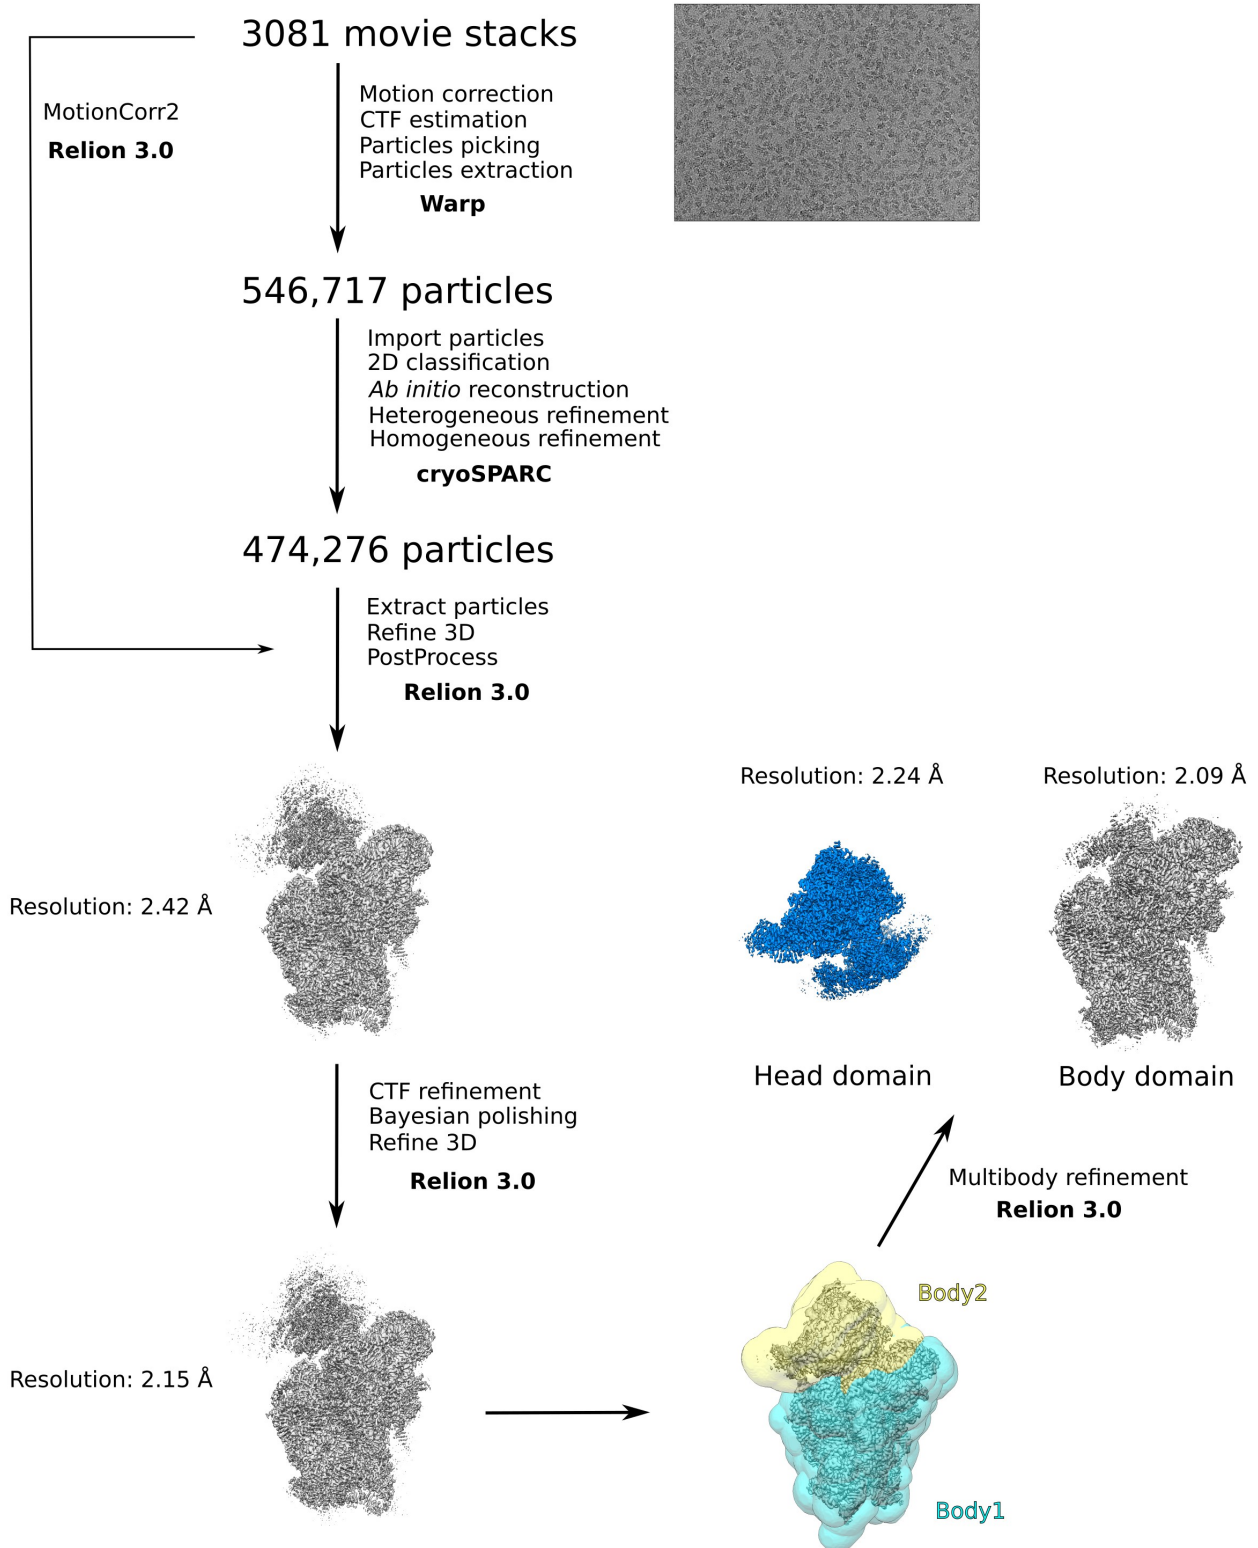 3081 movie stacks
MotionCorr2
Relion 3.0
Motion correction
CTF estimation
Particles picking
Particles extraction
Warp
546,717 particles
Import particles
2D classification
Ab initio reconstruction
Heterogeneous refinement
Homogeneous refinement
cryoSPARC
474,276 particles
Extract particles
Refine 3D
PostProcess
Relion 3.0
Resolution: 2.42 Å
CTF refinement
Bayesian polishing
Refine 3D
Relion 3.0
Resolution: 2.15 Å
Body2
Body1
Multibody refinement
Relion 3.0
Resolution: 2.24 Å
Head domain
Resolution: 2.09 Å
Body domain